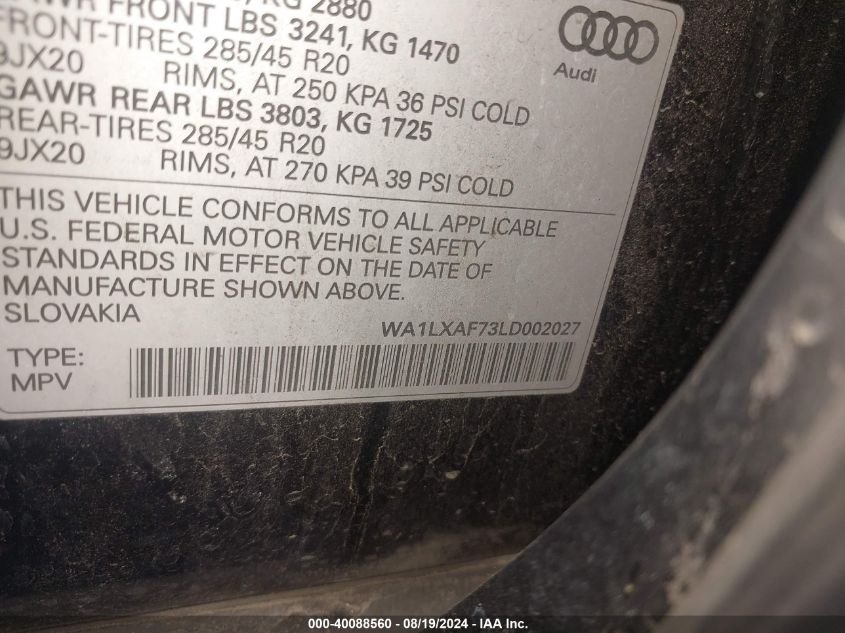 KG 2880
FRONT LBS 3241, KG 1470
FRONT-TIRES 285/45 R20
9JX20 RIMS, AT 250 KPA 36 PSI COLD
GAWR REAR LBS 3803, KG 1725
REAR-TIRES 285/45 R20
9JX20 RIMS, AT 270 KPA 39 PSI COLD
Audi
THIS VEHICLE CONFORMS TO ALL APPLICABLE
U.S. FEDERAL MOTOR VEHICLE SAFETY
STANDARDS IN EFFECT ON THE DATE OF
MANUFACTURE SHOWN ABOVE.
SLOVAKIA
WA1LXAF73LD002027
TYPE:
MPV
000-40088560 - 08/19/2024 - IAA Inc.